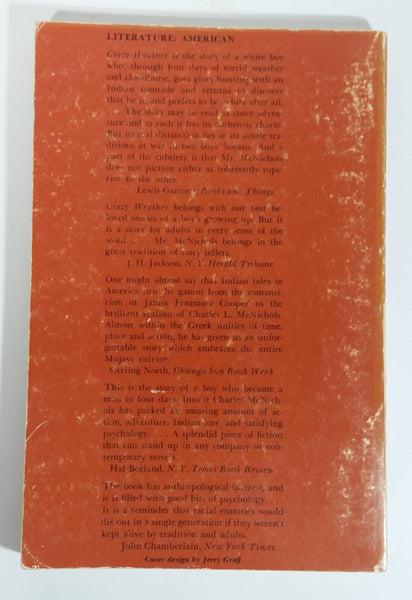 LITERATURE: AMERICAN
Crazy Weather is the story of a white boy
who, through four days of torrid weather
and cloudburst, goes glory-hunting with an
Indian comrade and returns to discover
that he is, and prefers to be, white after all.
... The story may be read as sheer adven-
ture and as such it has its authentic charm.
But its real distinction lies in its subtle tra-
ditions at war in two boys' breasts. And a
part of the subtlety is that Mr. McNichols
does not picture either as inherently supe-
rior to the other.
Lewis Gannett, Books and Things
Crazy Weather belongs with our best be-
loved stories of a boy's growing up. But it
is a story for adults in every sense of the
word. . . . Mr. McNichols belongs in the
great tradition of story tellers.
J. H. Jackson, N. Y. Herald Tribune
One might almost say that Indian tales in
America run the gamut from the romanti-
cism of James Fenimore Cooper to the
brilliant realism of Charles L. McNichols.
Almost within the Greek unities of time,
place and action, he has given us an unfor-
gettable story which embraces the entire
Mojave culture.
Sterling North, Chicago Sun Book Week
This is the story of a boy who became a
man in four days. Into it Charles McNich-
ols has packed an amazing amount of ac-
tion, adventure, Indian lore, and satisfying
psychology. . . . A splendid piece of fiction
that can stand up in any company of con-
temporary novels.
Hal Borland, N. Y. Times Book Review
The book has anthropological interest, and
it is filled with good bits of psychology. . .
It is a reminder that racial enmities would
die out in a single generation if they weren't
kept alive by tradition and adults.
John Chamberlain, New York Times
Cover design by Jerry Graff